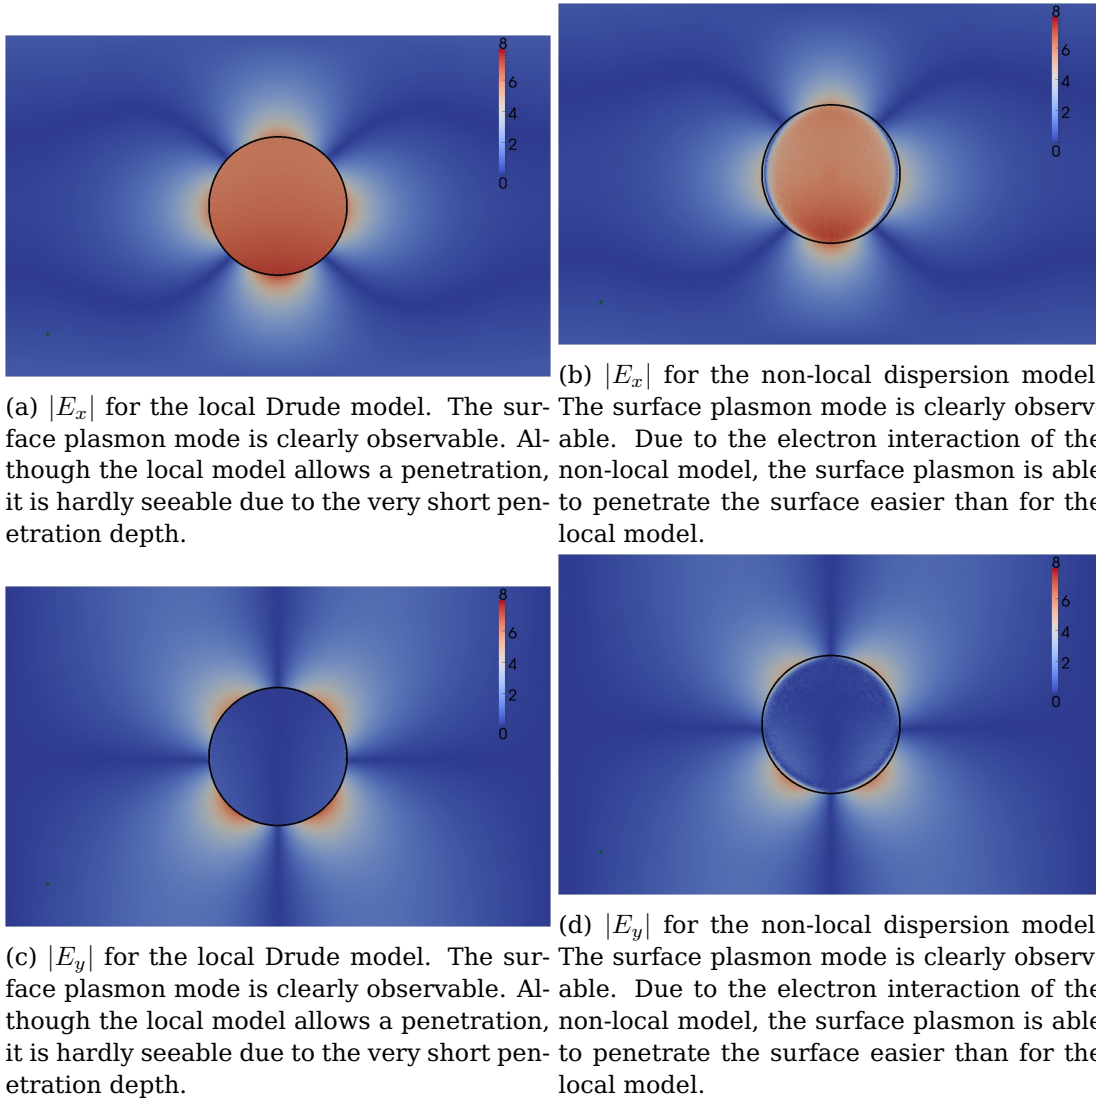 8
6
4
2
0
(a) |E_x| for the local Drude model. The sur-
face plasmon mode is clearly observable. Al-
though the local model allows a penetration,
it is hardly seeable due to the very short pen-
etration depth.
8
6
4
2
0
(b) |E_x| for the non-local dispersion model
The surface plasmon mode is clearly observ-
able. Due to the electron interaction of the
non-local model, the surface plasmon is able
to penetrate the surface easier than for the
local model.
8
6
4
2
0
(c) |E_y| for the local Drude model. The sur-
face plasmon mode is clearly observable. Al-
though the local model allows a penetration,
it is hardly seeable due to the very short pen-
etration depth.
8
6
4
2
0
(d) |E_y| for the non-local dispersion model
The surface plasmon mode is clearly observ-
able. Due to the electron interaction of the
non-local model, the surface plasmon is able
to penetrate the surface easier than for the
local model.